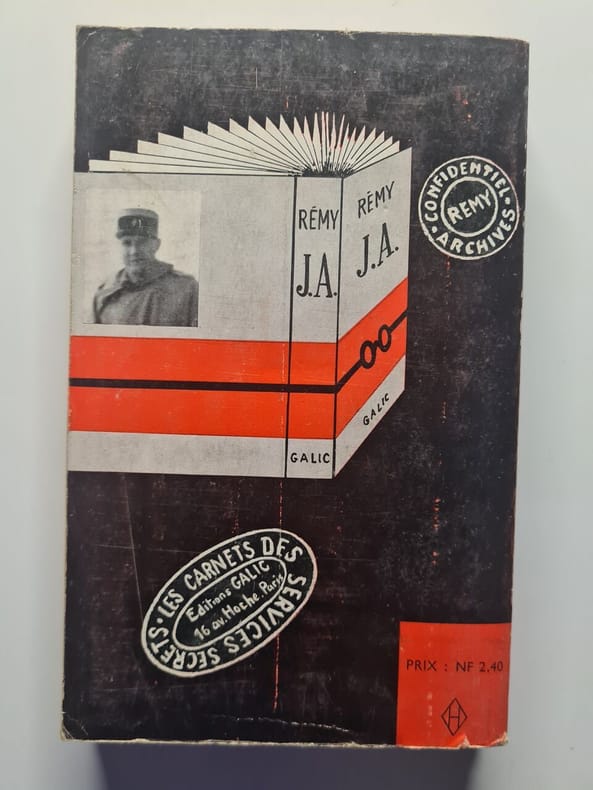 RÉMY
J.A.
GALIC
RÉMY
J.A.
GALIC
CONFIDENTIEL
REMY
• ARCHIVES •
• LES CARNETS DES SERVICES SECRETS
Editions GALIC
16 av. Hoche. Paris
PRIX : NF 2,40
H